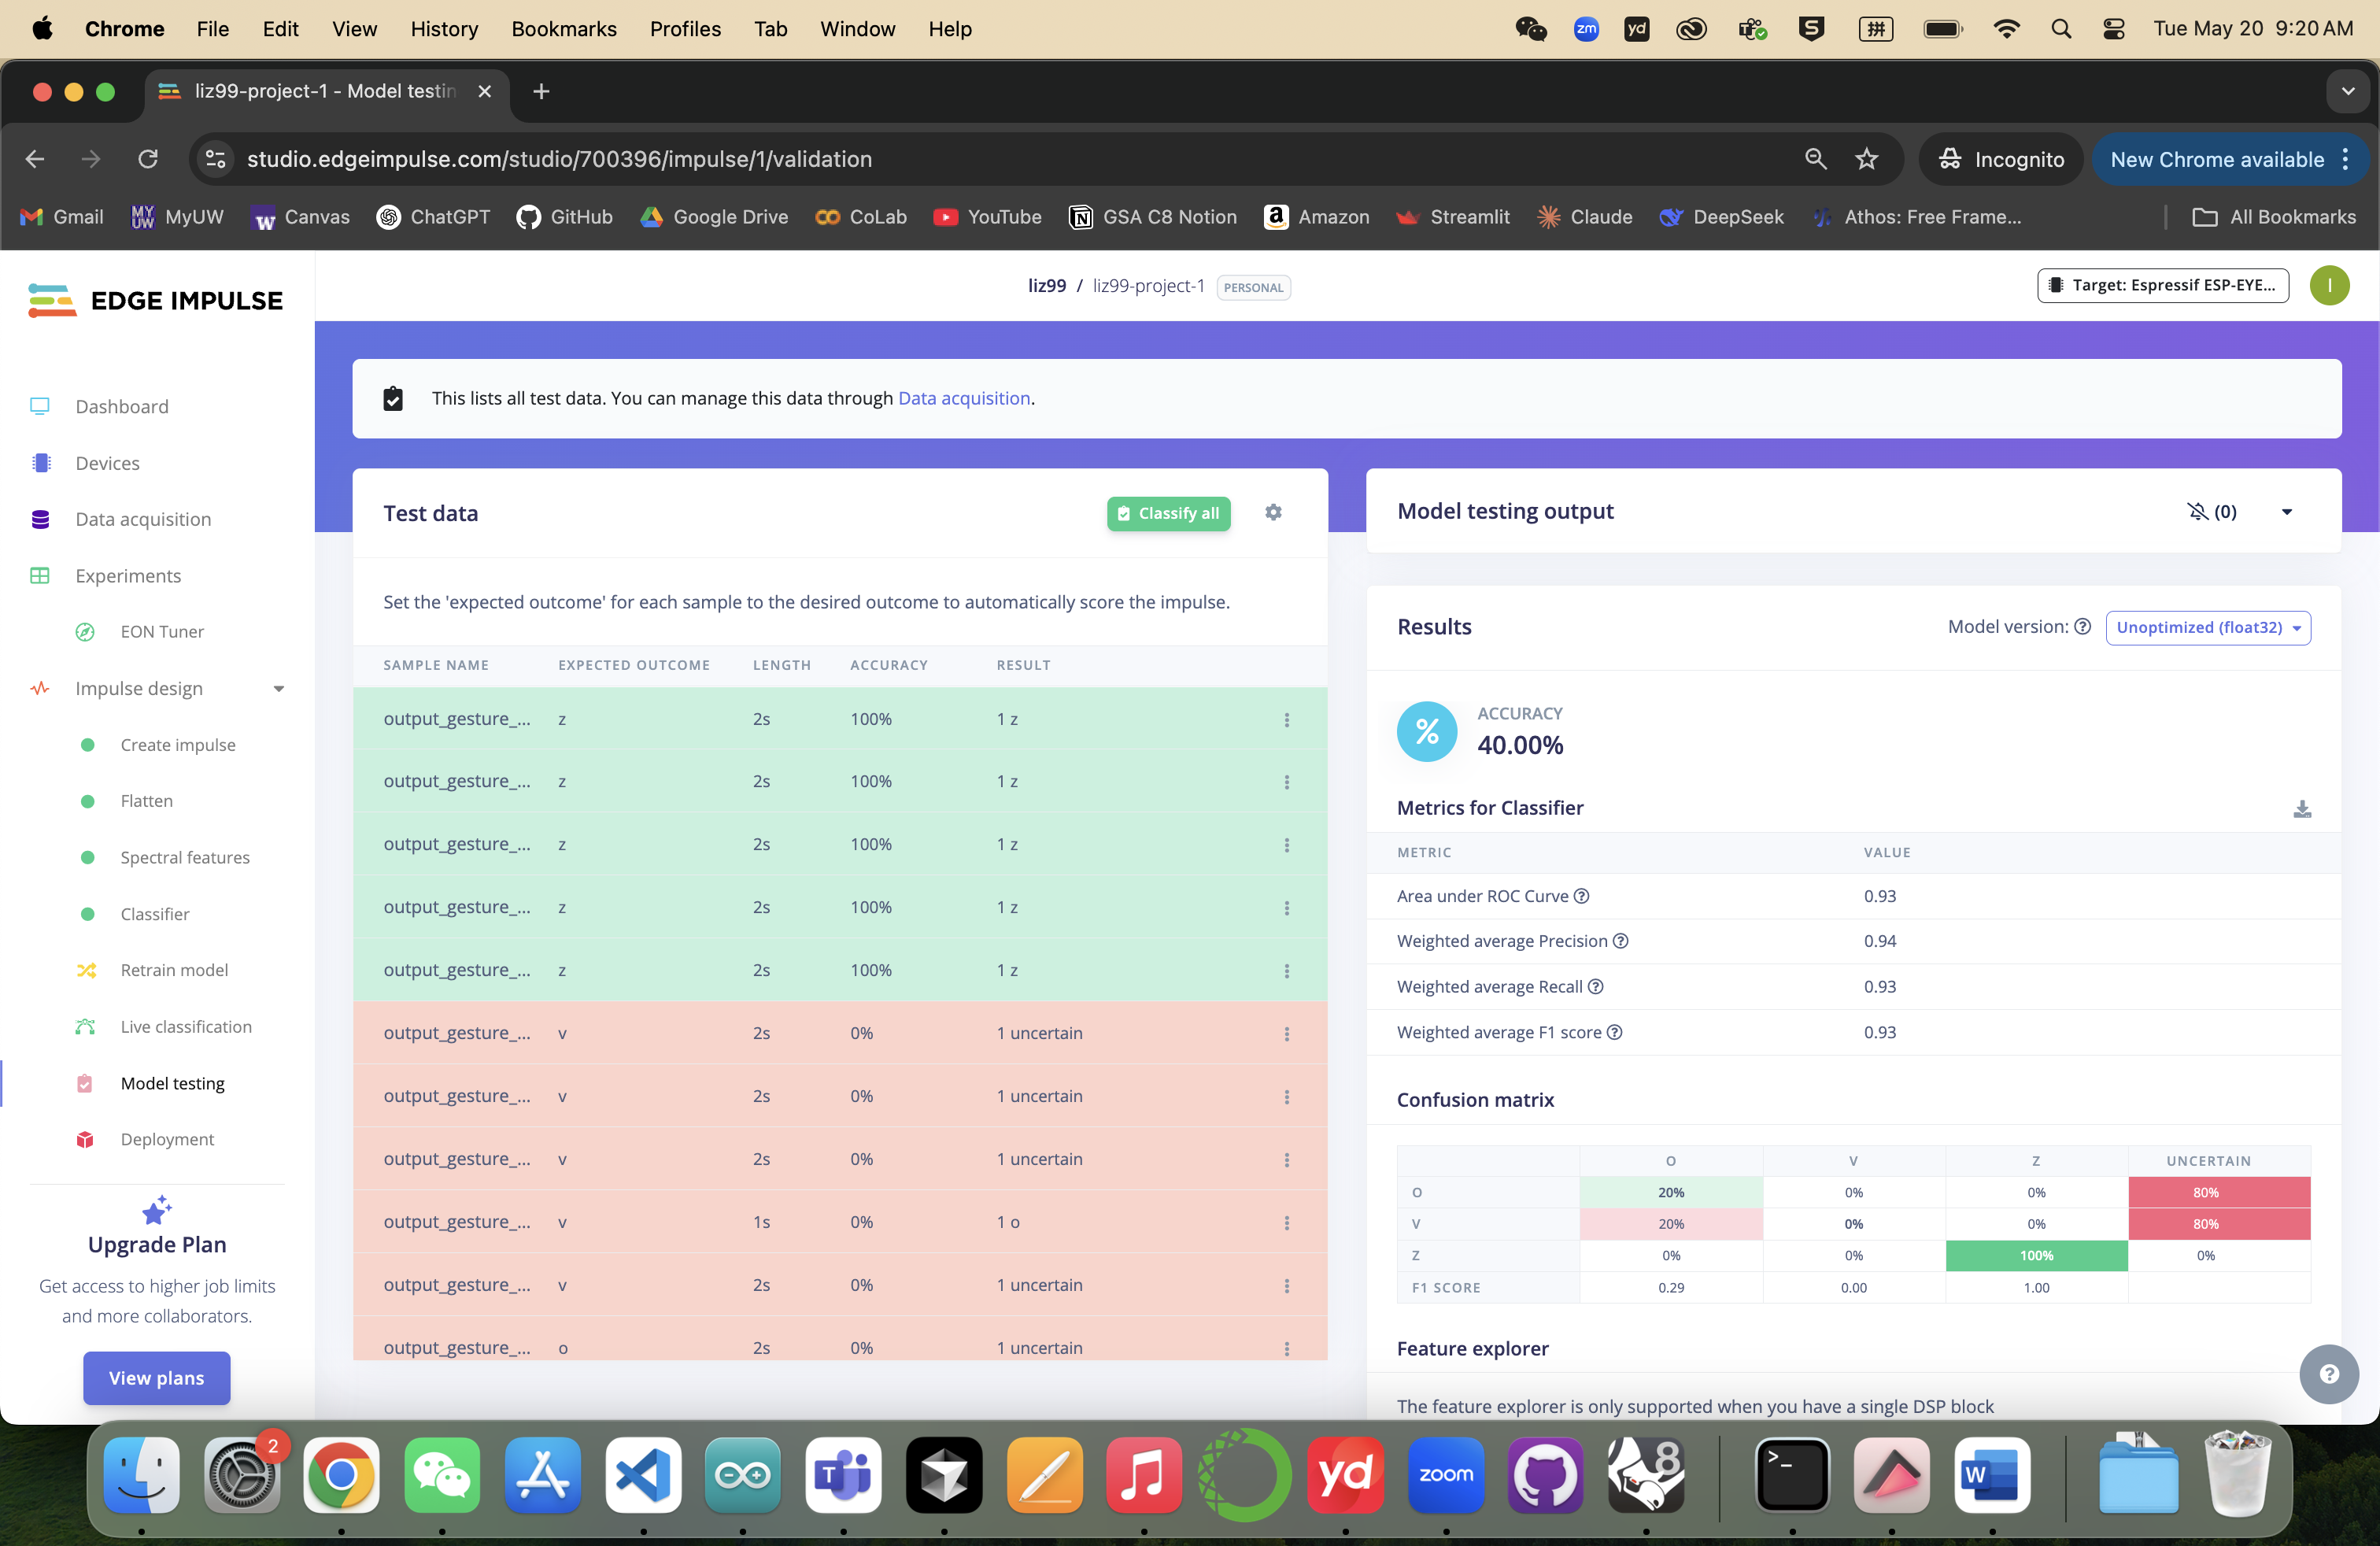 Chrome File Edit View History Bookmarks Profiles Tab Window Help
zm yd S 拼 Tue May 20 9:20 AM
liz99-project-1 - Model testin
studio.edgeimpulse.com/studio/700396/impulse/1/validation
Incognito
New Chrome available
Gmail MyUW Canvas ChatGPT GitHub Google Drive CoLab YouTube GSA C8 Notion Amazon Streamlit Claude DeepSeek Athos: Free Frame... All Bookmarks
EDGE IMPULSE
liz99 / liz99-project-1 PERSONAL
Target: Espressif ESP-EYE...
I
Dashboard
Devices
Data acquisition
Experiments
EON Tuner
Impulse design
Create impulse
Flatten
Spectral features
Classifier
Retrain model
Live classification
Model testing
Deployment
Upgrade Plan
Get access to higher job limits
and more collaborators.
View plans
This lists all test data. You can manage this data through Data acquisition.
Test data
Classify all
Set the 'expected outcome' for each sample to the desired outcome to automatically score the impulse.
SAMPLE NAME EXPECTED OUTCOME LENGTH ACCURACY RESULT
output_gesture_... z 2s 100% 1 z
output_gesture_... z 2s 100% 1 z
output_gesture_... z 2s 100% 1 z
output_gesture_... z 2s 100% 1 z
output_gesture_... z 2s 100% 1 z
output_gesture_... v 2s 0% 1 uncertain
output_gesture_... v 2s 0% 1 uncertain
output_gesture_... v 2s 0% 1 uncertain
output_gesture_... v 1s 0% 1 o
output_gesture_... v 2s 0% 1 uncertain
output_gesture_... o 2s 0% 1 uncertain
Model testing output
(0)
Results
Model version: Unoptimized (float32)
%
ACCURACY
40.00%
Metrics for Classifier
METRIC VALUE
Area under ROC Curve 0.93
Weighted average Precision 0.94
Weighted average Recall 0.93
Weighted average F1 score 0.93
Confusion matrix
O V Z UNCERTAIN
O 20% 0% 0% 80%
V 20% 0% 0% 80%
Z 0% 0% 100% 0%
F1 SCORE 0.29 0.00 1.00
Feature explorer
The feature explorer is only supported when you have a single DSP block
2
T
yd
zoom
8
>_
W